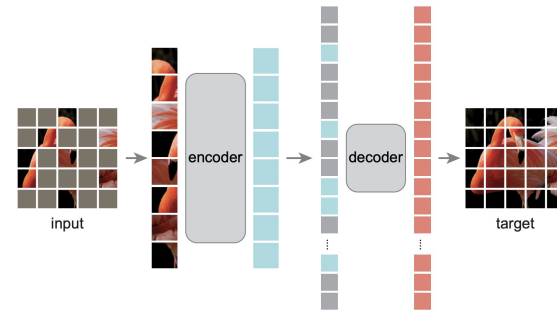 input
encoder
decoder
target